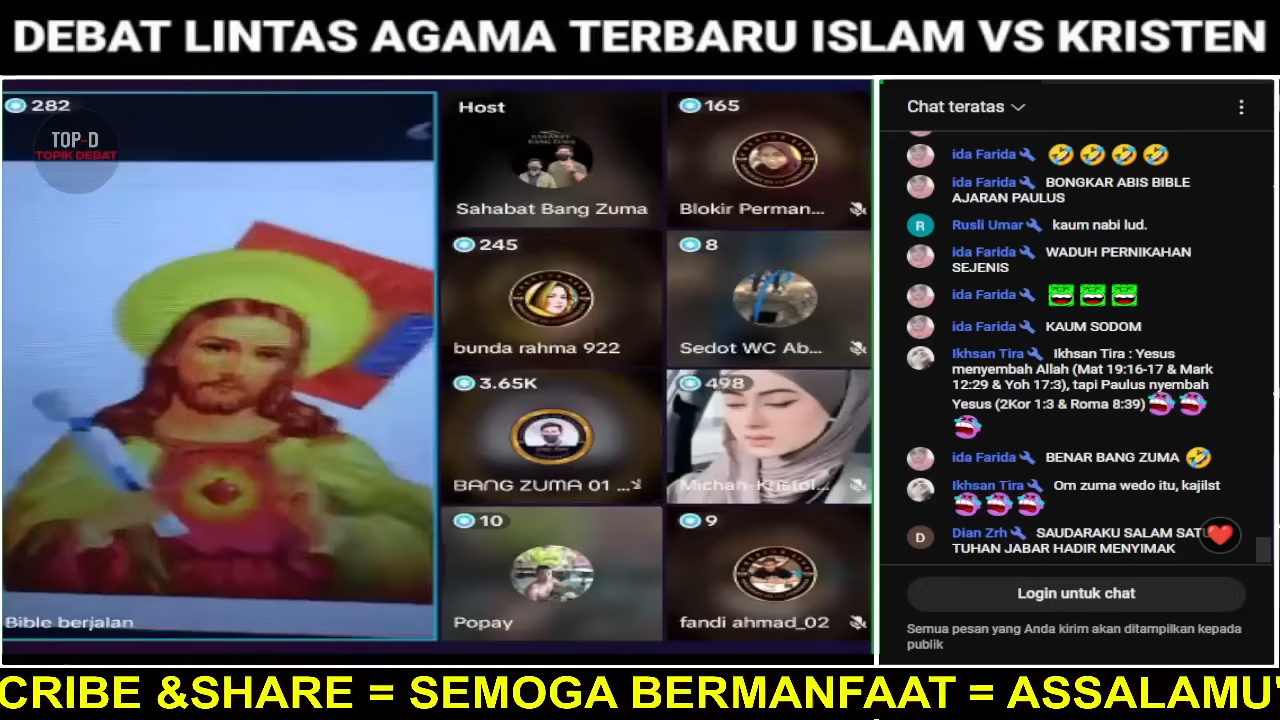 DEBAT LINTAS AGAMA TERBARU ISLAM VS KRISTEN
282
TOP-D
TOPIK DEBAT
Bible berjalan
Host
Sahabat Bang Zuma
165
Blokir Perman...
245
bunda rahma 922
8
Sedot WC Ab...
3.65K
BANG ZUMA 01 ...
498
Michah-Kristol...
10
Popay
9
fandi ahmad_02
Chat teratas
ida Farida 🤣🤣🤣🤣
ida Farida BONGKAR ABIS BIBLE
AJARAN PAULUS
R
Rusli Umar kaum nabi lud.
ida Farida WADUH PERNIKAHAN
SEJENIS
ida Farida
ida Farida KAUM SODOM
Ikhsan Tira Ikhsan Tira : Yesus
menyembah Allah (Mat 19:16-17 & Mark
12:29 & Yoh 17:3), tapi Paulus nyembah
Yesus (2Kor 1:3 & Roma 8:39)
ida Farida BENAR BANG ZUMA 🤣
Ikhsan Tira Om zuma wedo itu, kajilst
D
Dian Zrh SAUDARAKU SALAM SATU
TUHAN JABAR HADIR MENYIMAK
Login untuk chat
Semua pesan yang Anda kirim akan ditampilkan kepada
publik
CRIBE &SHARE = SEMOGA BERMANFAAT = ASSALAMU'